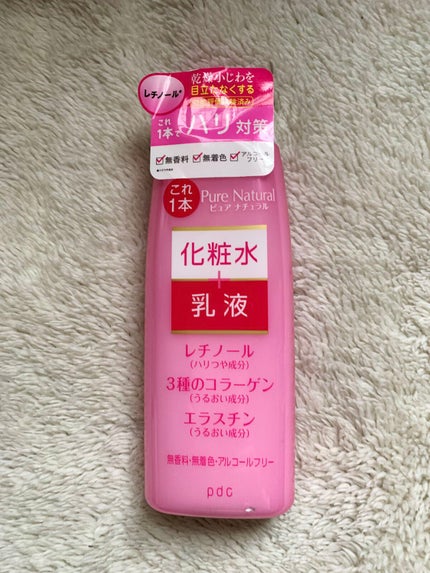 レチノール*
乾燥小じわを
目立たなくする
これ
1本で
ハリ対策
無香料 無着色 アルコール
フリー
これ
1本
Pure Natural
ピュア ナチュラル
化粧水
+
乳液
レチノール
(ハリつや成分)
3種のコラーゲン
(うるおい成分)
エラスチン
(うるおい成分)
無香料・無着色・アルコールフリー
pdc